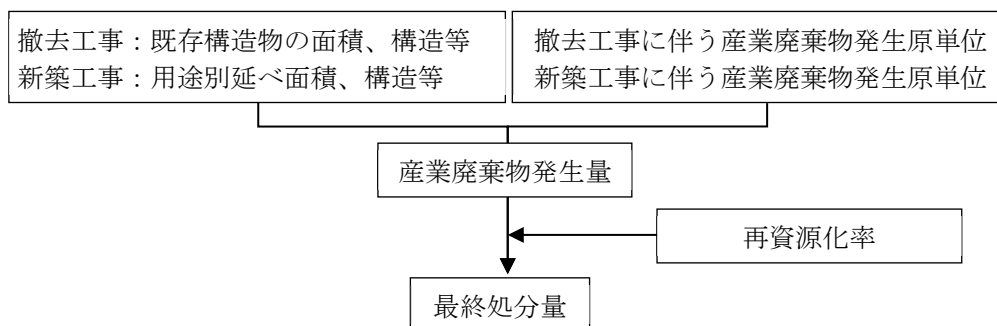 撤去工事：既存構造物の面積、構造等
新築工事：用途別延べ面積、構造等
撤去工事に伴う産業廃棄物発生原単位
新築工事に伴う産業廃棄物発生原単位
産業廃棄物発生量
再資源化率
最終処分量